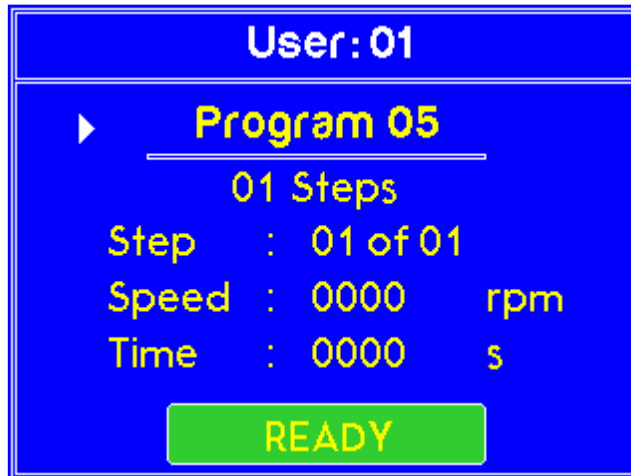 User: 01
Program 05
01 Steps
Step : 01 of 01
Speed : 0000 rpm
Time : 0000 s
READY